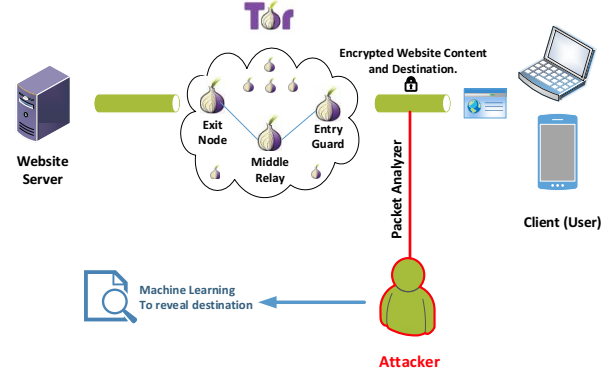 Tor
Encrypted Website Content
and Destination.
Exit
Node
Entry
Guard
Middle
Relay
Website
Server
Client (User)
Packet Analyzer
Machine Learning
To reveal destination
Attacker